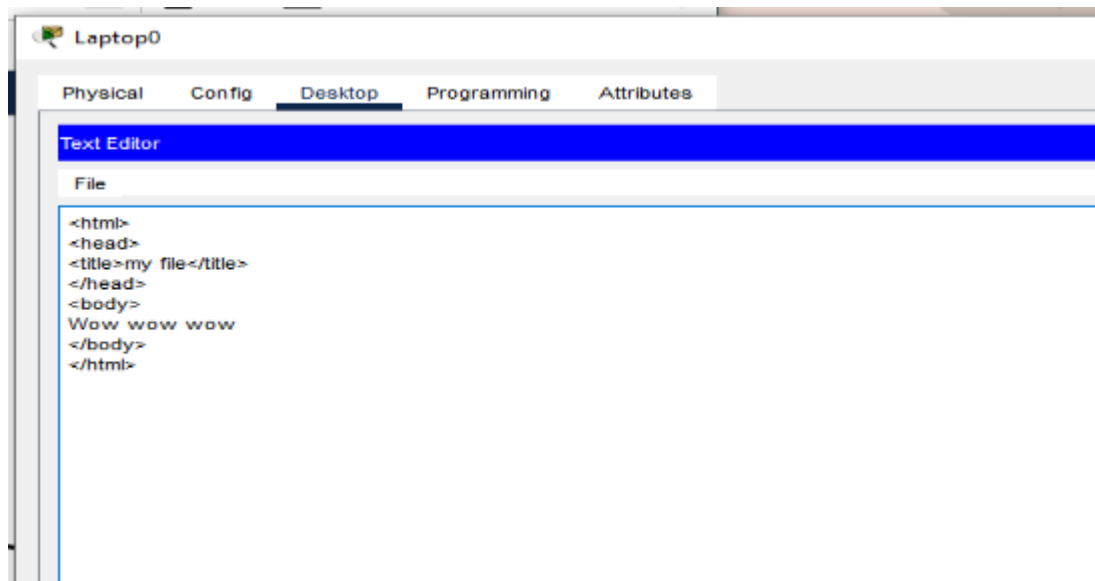 Laptop0
Physical Config Desktop Programming Attributes
Text Editor
File
<html>
<head>
<title>my file</title>
</head>
<body>
Wow wow wow
</body>
</html>